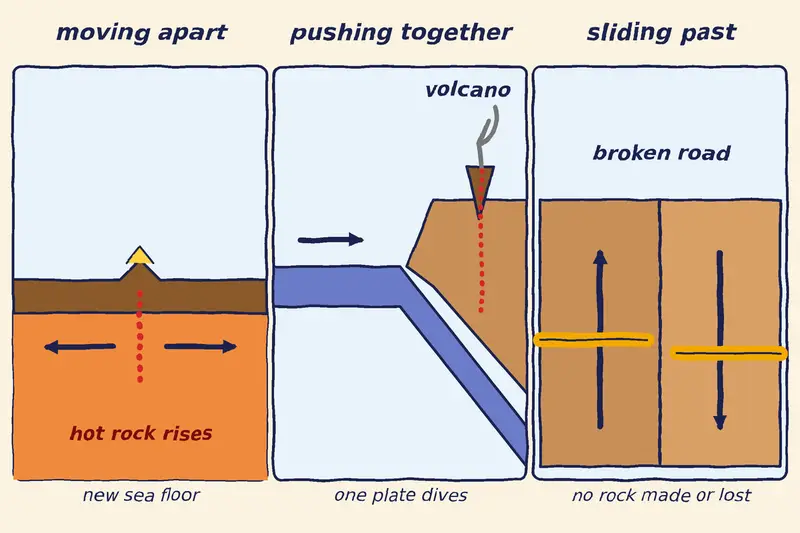 moving apart
pushing together
sliding past
volcano
broken road
hot rock rises
new sea floor
one plate dives
no rock made or lost